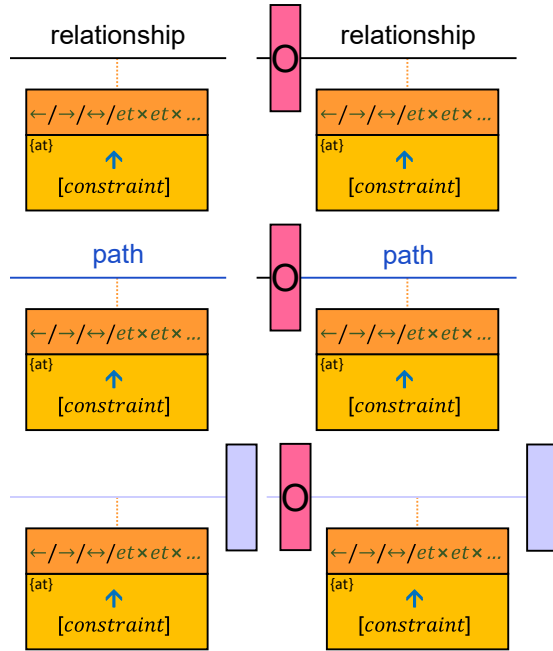 relationship
relationship
O
←/→/↔/et×et×...
←/→/↔/et×et×...
{at}
{at}
↑
↑
[constraint]
[constraint]
path
path
O
←/→/↔/et×et×...
←/→/↔/et×et×...
{at}
{at}
↑
↑
[constraint]
[constraint]
O
←/→/↔/et×et×...
←/→/↔/et×et×...
{at}
{at}
↑
↑
[constraint]
[constraint]